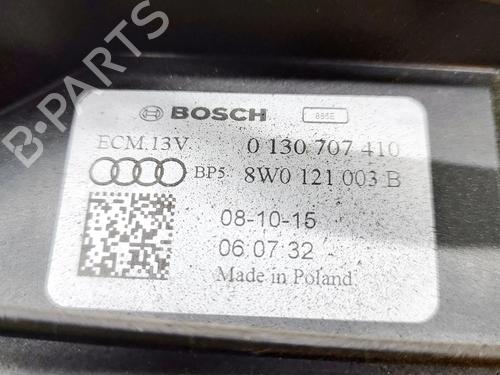 BOSCH 865E
ECM.13V. 0 130 707 410
BP5 8W0 121 003 B
08-10-15
06:07:32
Made in Poland
B-Parts